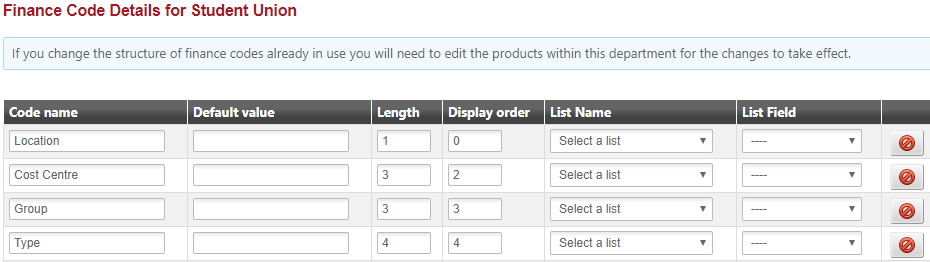 Finance Code Details for Student Union
If you change the structure of finance codes already in use you will need to edit the products within this department for the changes to take effect.
Code name Default value Length Display order List Name List Field
Location 1 0 Select a list ----
Cost Centre 3 2 Select a list ----
Group 3 3 Select a list ----
Type 4 4 Select a list ----